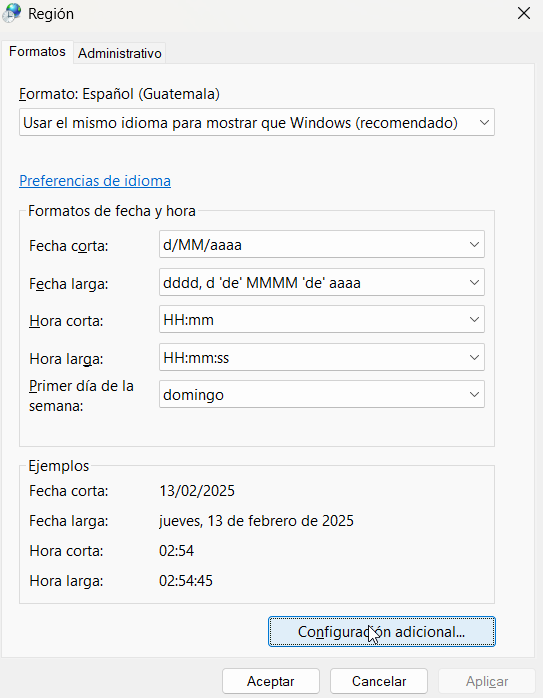 Región
Formatos
Administrativo
Formato: Español (Guatemala)
Usar el mismo idioma para mostrar que Windows (recomendado)
Preferencias de idioma
Formatos de fecha y hora
Fecha corta:
d/MM/aaaa
Fecha larga:
dddd, d 'de' MMMM 'de' aaaa
Hora corta:
HH:mm
Hora larga:
HH:mm:ss
Primer día de la
semana:
domingo
Ejemplos
Fecha corta:
13/02/2025
Fecha larga:
jueves, 13 de febrero de 2025
Hora corta:
02:54
Hora larga:
02:54:45
Configuración adicional...
Aceptar
Cancelar
Aplicar